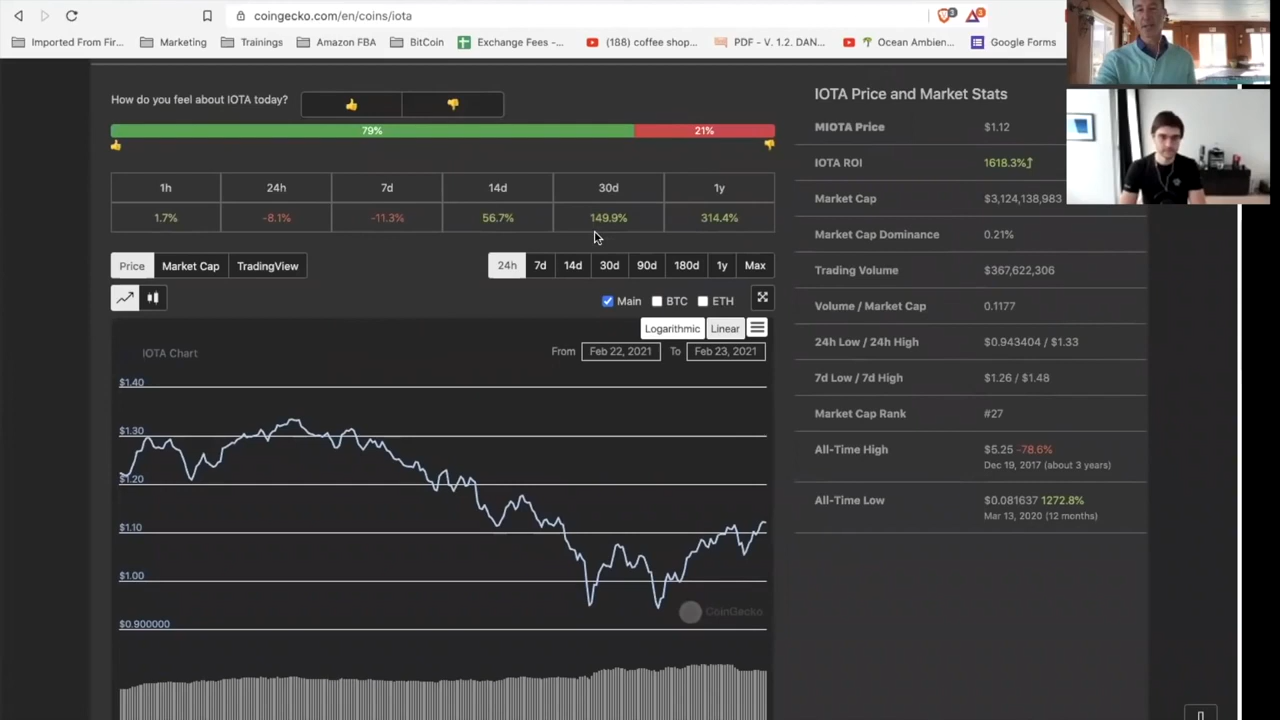 coingecko.com/en/coins/iota
3
Imported From Fir... Marketing Trainings Amazon FBA BitCoin Exchange Fees -... (188) coffee shop... PDF - V. 1.2. DAN... Ocean Ambien... Google Forms
How do you feel about IOTA today?
79% 21%
1h 24h 7d 14d 30d 1y
1.7% -8.1% -11.3% 56.7% 149.9% 314.4%
Price Market Cap TradingView 24h 7d 14d 30d 90d 180d 1y Max
Main BTC ETH
Logarithmic Linear
IOTA Chart From Feb 22, 2021 To Feb 23, 2021
$1.40
$1.30
$1.20
$1.10
$1.00
$0.900000
CoinGecko
IOTA Price and Market Stats
MIOTA Price $1.12
IOTA ROI 1618.3%
Market Cap $3,124,138,983
Market Cap Dominance 0.21%
Trading Volume $367,622,306
Volume / Market Cap 0.1177
24h Low / 24h High $0.943404 / $1.33
7d Low / 7d High $1.26 / $1.48
Market Cap Rank #27
All-Time High $5.25 -78.6%
Dec 19, 2017 (about 3 years)
All-Time Low $0.081637 1272.8%
Mar 13, 2020 (12 months)